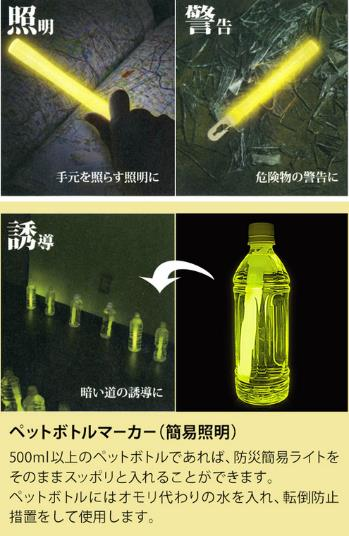 照明
手元を照らす照明に
警告
危険物の警告に
誘導
暗い道の誘導に
ペットボトルマーカー（簡易照明）
500ml以上のペットボトルであれば、防災簡易ライトを
そのままスッポリと入れることができます。
ペットボトルにはオモリ代わりの水を入れ、転倒防止
措置をして使用します。